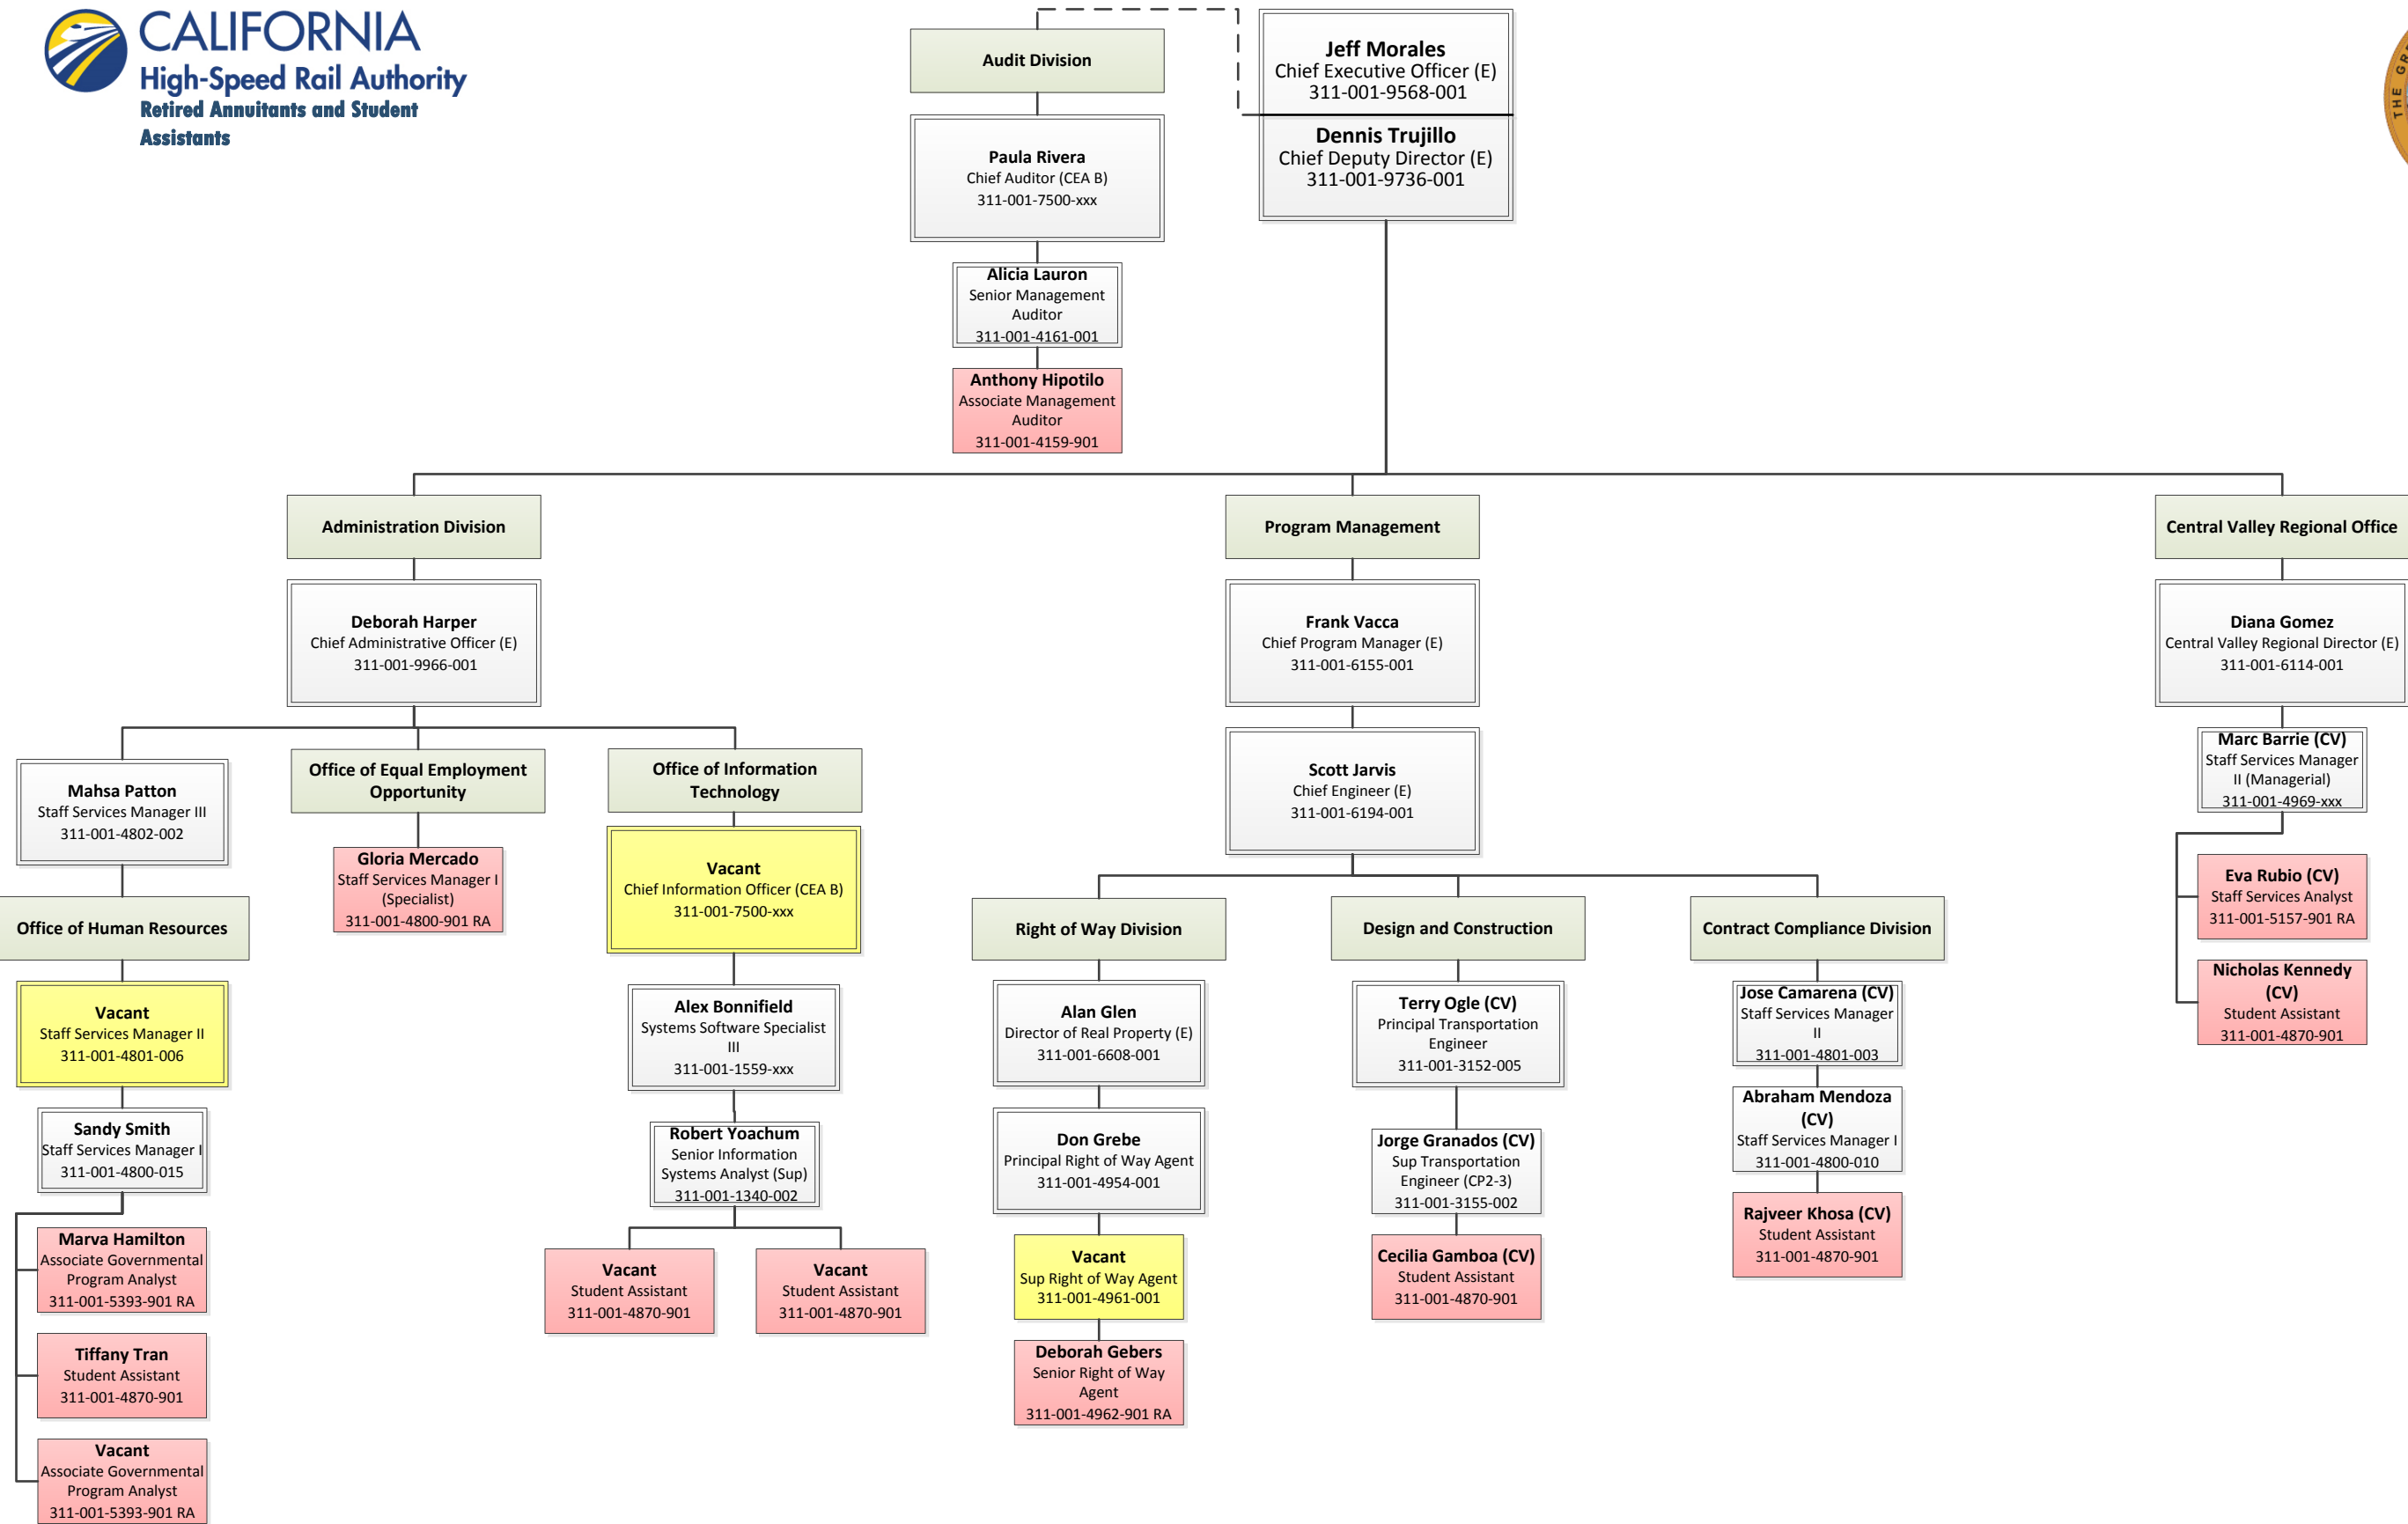 CALIFORNIA
High-Speed Rail Authority
Retired Annuitants and Student
Assistants
Audit Division
Jeff Morales
Chief Executive Officer (E)
311-001-9568-001
Dennis Trujillo
Chief Deputy Director (E)
311-001-9736-001
THE
Paula Rivera
Chief Auditor (CEA B)
311-001-7500-xxx
Alicia Lauron
Senior Management
Auditor
311-001-4161-001
Anthony Hipotilo
Associate Management
Auditor
311-001-4159-901
Administration Division
Deborah Harper
Chief Administrative Officer (E)
311-001-9966-001
Mahsa Patton
Staff Services Manager III
311-001-4802-002
Office of Human Resources
Vacant
Staff Services Manager II
311-001-4801-006
Sandy Smith
Staff Services Manager I
311-001-4800-015
Marva Hamilton
Associate Governmental
Program Analyst
311-001-5393-901 RA
Tiffany Tran
Student Assistant
311-001-4870-901
Vacant
Associate Governmental
Program Analyst
311-001-5393-901 RA
Office of Equal Employment
Opportunity
Gloria Mercado
Staff Services Manager I
(Specialist)
311-001-4800-901 RA
Office of Information
Technology
Vacant
Chief Information Officer (CEA B)
311-001-7500-xxx
Alex Bonnifield
Systems Software Specialist
III
311-001-1559-xxx
Robert Yoachum
Senior Information
Systems Analyst (Sup)
311-001-1340-002
Vacant
Student Assistant
311-001-4870-901
Vacant
Student Assistant
311-001-4870-901
Program Management
Frank Vacca
Chief Program Manager (E)
311-001-6155-001
Scott Jarvis
Chief Engineer (E)
311-001-6194-001
Right of Way Division
Alan Glen
Director of Real Property (E)
311-001-6608-001
Don Grebe
Principal Right of Way Agent
311-001-4954-001
Vacant
Sup Right of Way Agent
311-001-4961-001
Deborah Gebers
Senior Right of Way
Agent
311-001-4962-901 RA
Design and Construction
Terry Ogle (CV)
Principal Transportation
Engineer
311-001-3152-005
Jorge Granados (CV)
Sup Transportation
Engineer (CP2-3)
311-001-3155-002
Cecilia Gamboa (CV)
Student Assistant
311-001-4870-901
Contract Compliance Division
Jose Camarena (CV)
Staff Services Manager
II
311-001-4801-003
Abraham Mendoza
(CV)
Staff Services Manager I
311-001-4800-010
Rajveer Khosa (CV)
Student Assistant
311-001-4870-901
Central Valley Regional Office
Diana Gomez
Central Valley Regional Director (E)
311-001-6114-001
Marc Barrie (CV)
Staff Services Manager
II (Managerial)
311-001-4969-xxx
Eva Rubio (CV)
Staff Services Analyst
311-001-5157-901 RA
Nicholas Kennedy
(CV)
Student Assistant
311-001-4870-901